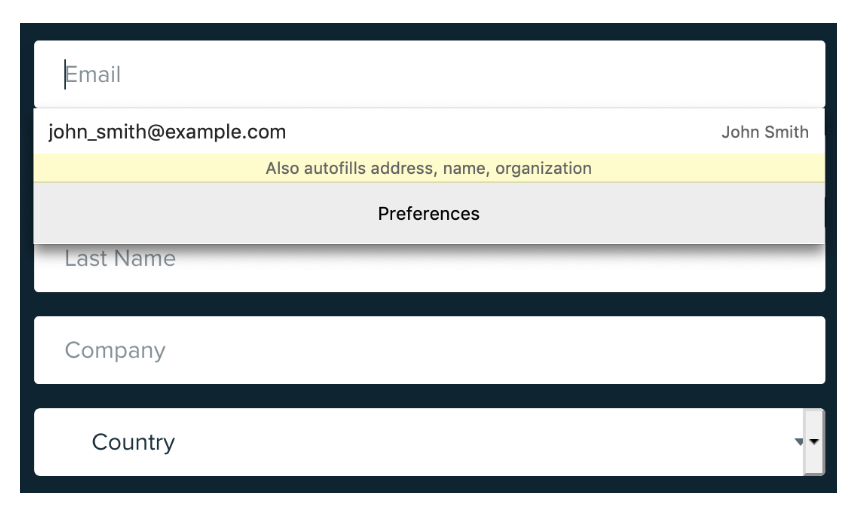 Email
john_smith@example.com John Smith
Also autofills address, name, organization
Preferences
Last Name
Company
Country